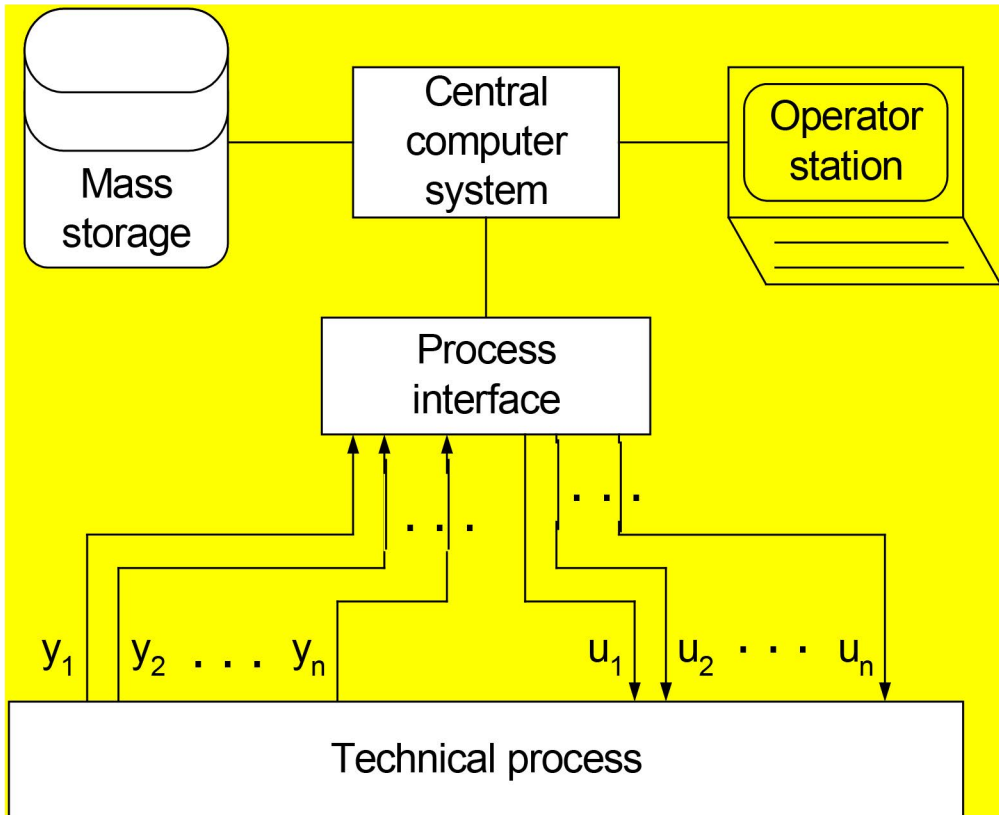 Central
computer
system
Operator
station
Mass
storage
Process
interface
. . .
. . .
y₁ y₂ . . . yₙ u₁ u₂ . . . uₙ
Technical process